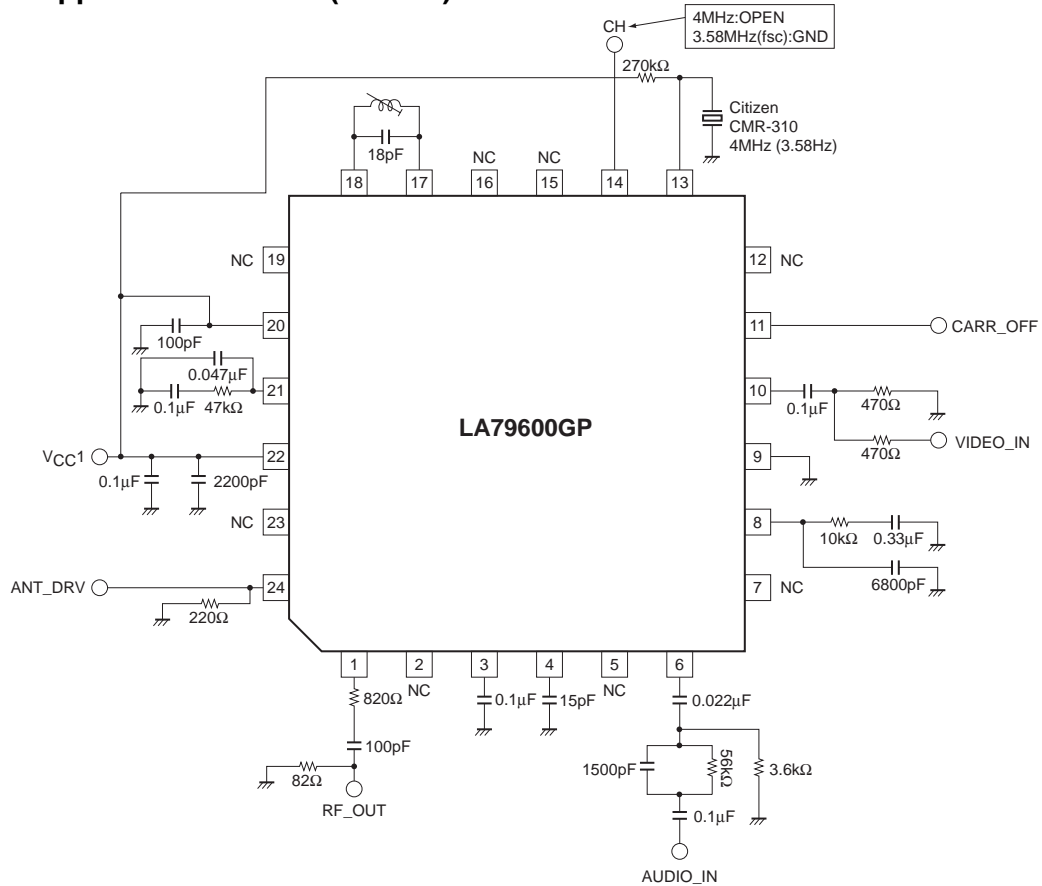 CH
4MHz:OPEN
3.58MHz(fsc):GND
270kΩ
Citizen
CMR-310
4MHz (3.58Hz)
18pF
NC
NC
18
17
16
15
14
13
NC
19
12
NC
20
100pF
11
CARR_OFF
0.047μF
21
0.1μF
47kΩ
10
0.1μF
470Ω
LA79600GP
VCC1
22
0.1μF
2200pF
9
470Ω
VIDEO_IN
NC
23
8
10kΩ
0.33μF
6800pF
ANT_DRV
24
220Ω
7
NC
1
2
3
4
5
6
NC
NC
820Ω
0.1μF
15pF
0.022μF
100pF
82Ω
RF_OUT
1500pF
56kΩ
3.6kΩ
0.1μF
AUDIO_IN